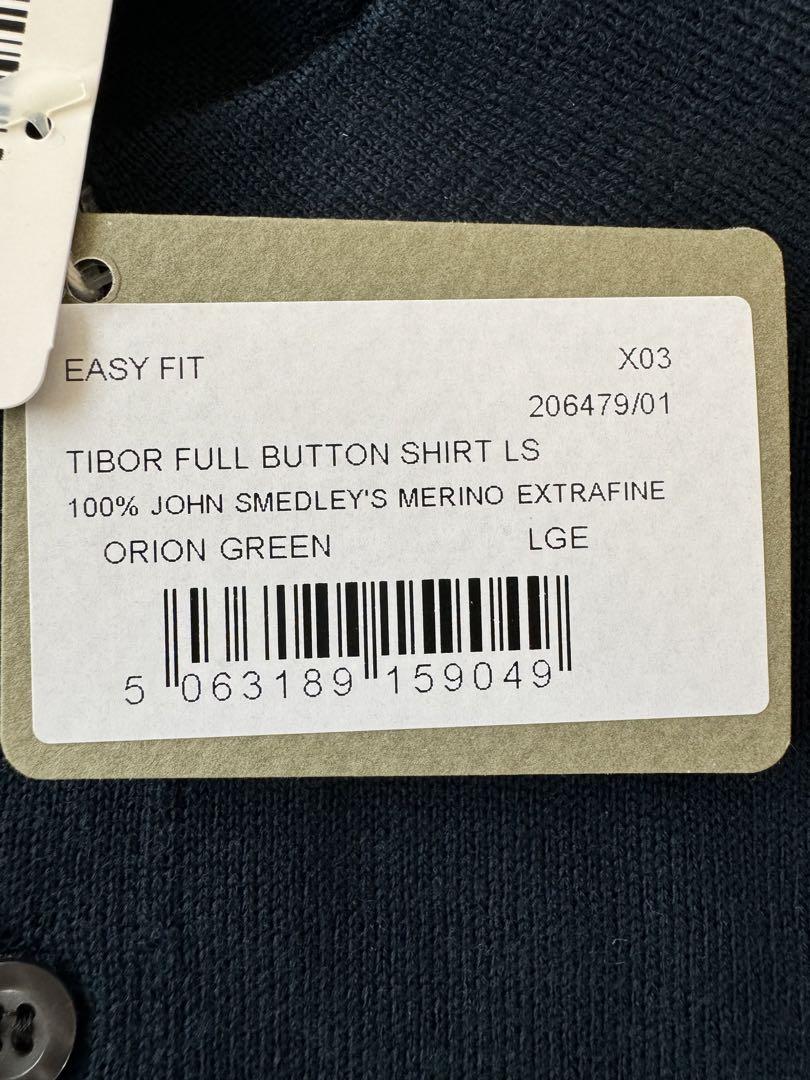 EASY FIT X03
206479/01
TIBOR FULL BUTTON SHIRT LS
100% JOHN SMEDLEY'S MERINO EXTRAFINE
ORION GREEN LGE
5 063189 159049